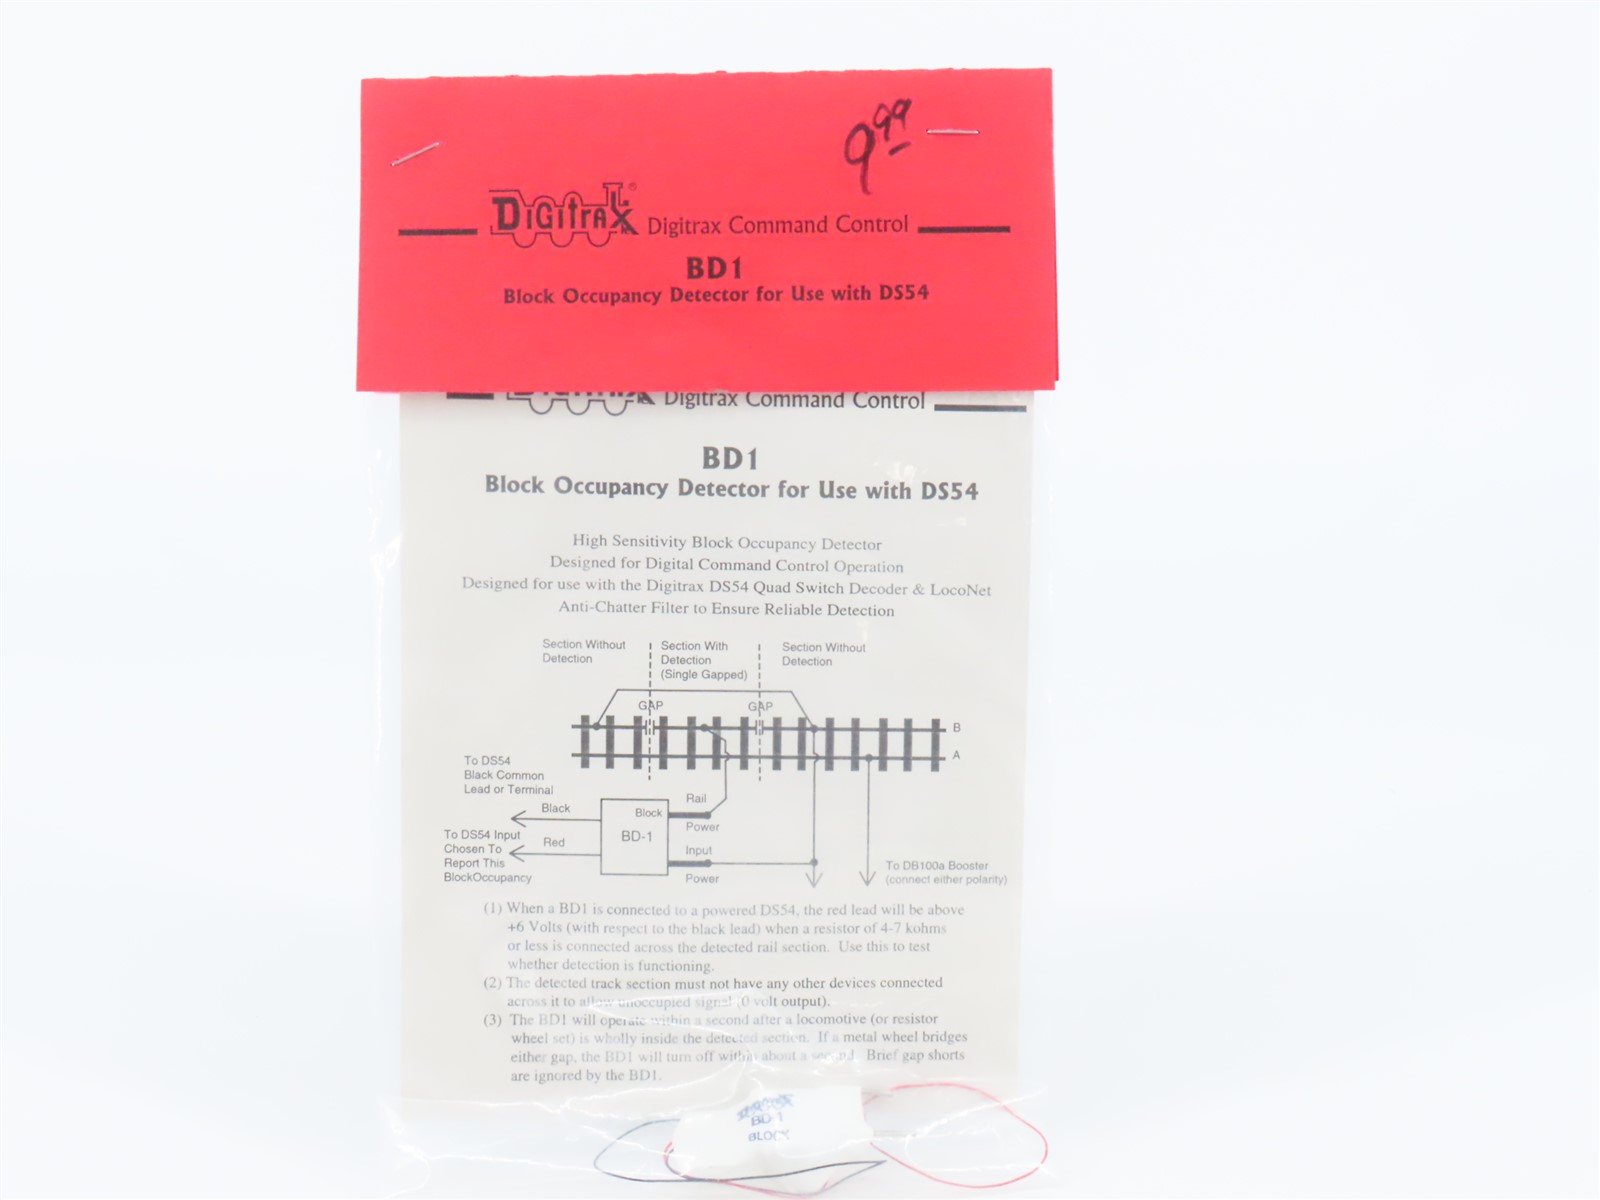 9.99
DIGITRAX ® Digitrax Command Control
BD1
Block Occupancy Detector for Use with DS54
DIGITRAX Digitrax Command Control
BD1
Block Occupancy Detector for Use with DS54
High Sensitivity Block Occupancy Detector
Designed for Digital Command Control Operation
Designed for use with the Digitrax DS54 Quad Switch Decoder & LocoNet
Anti-Chatter Filter to Ensure Reliable Detection
Section Without
Detection
Section With
Detection
(Single Gapped)
Section Without
Detection
GAP
GAP
B
A
To DS54
Black Common
Lead or Terminal
Black
To DS54 Input
Chosen To
Report This
BlockOccupancy
Red
Block
BD-1
Rail
Power
Input
Power
To DB100a Booster
(connect either polarity)
(1) When a BD1 is connected to a powered DS54, the red lead will be above
+6 Volts (with respect to the black lead) when a resistor of 4-7 kohms
or less is connected across the detected rail section. Use this to test
whether detection is functioning.
(2) The detected track section must not have any other devices connected
across it to allow unoccupied signal (0 volt output).
(3) The BD1 will operate within a second after a locomotive (or resistor
wheel set) is wholly inside the detected section. If a metal wheel bridges
either gap, the BD1 will turn off within about a second. Brief gap shorts
are ignored by the BD1.
DIGITRAX
BD-1
BLOCK